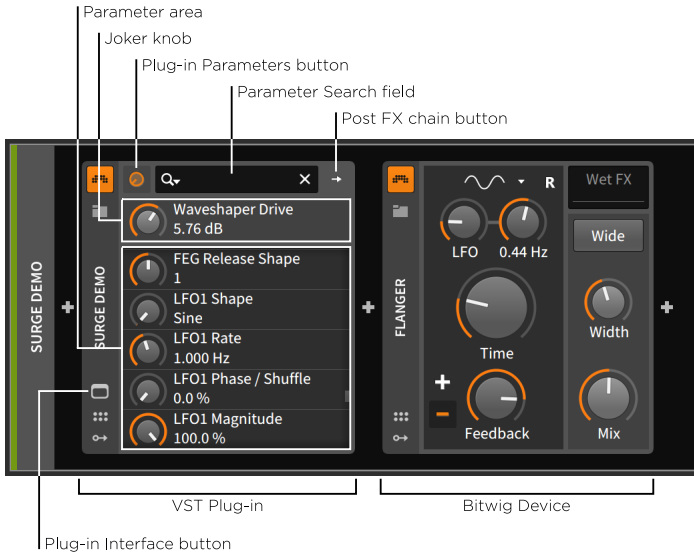 Parameter area
Joker knob
Plug-in Parameters button
Parameter Search field
Post FX chain button
SURGE DEMO
SURGE DEMO
Waveshaper Drive
5.76 dB
FEG Release Shape
1
LFO1 Shape
Sine
LFO1 Rate
1.000 Hz
LFO1 Phase / Shuffle
0.0 %
LFO1 Magnitude
100.0 %
FLANGER
R
LFO
0.44 Hz
Time
Feedback
Wet FX
Wide
Width
Mix
VST Plug-in
Bitwig Device
Plug-in Interface button